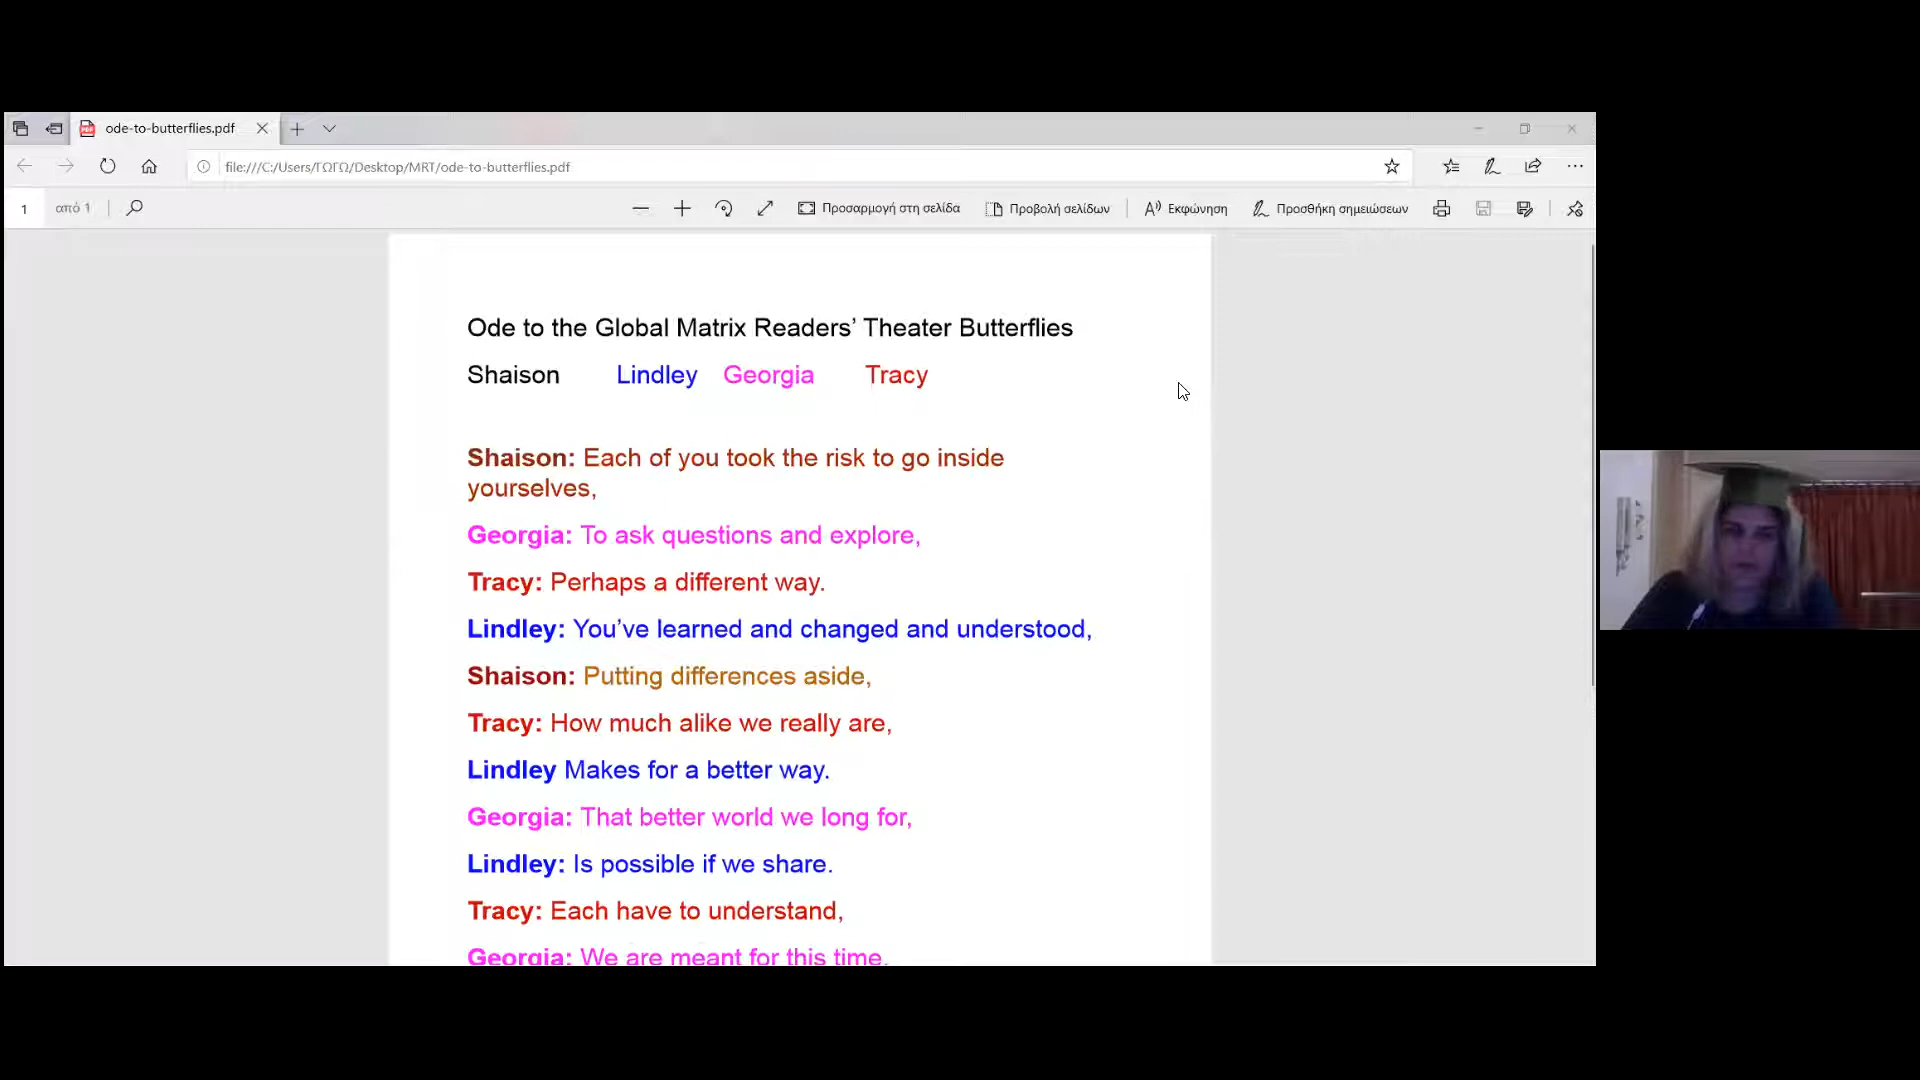 ode-to-butterflies.pdf
file:///C:/Users/ΓΩΓΩ/Desktop/MRT/ode-to-butterflies.pdf
1 από 1 Προσαρμογή στη σελίδα Προβολή σελίδων Εκφώνηση Προσθήκη σημειώσεων
Ode to the Global Matrix Readers’ Theater Butterflies
Shaison Lindley Georgia Tracy
Shaison: Each of you took the risk to go inside
yourselves,
Georgia: To ask questions and explore,
Tracy: Perhaps a different way.
Lindley: You’ve learned and changed and understood,
Shaison: Putting differences aside,
Tracy: How much alike we really are,
Lindley Makes for a better way.
Georgia: That better world we long for,
Lindley: Is possible if we share.
Tracy: Each have to understand,
Georgia: We are meant for this time.